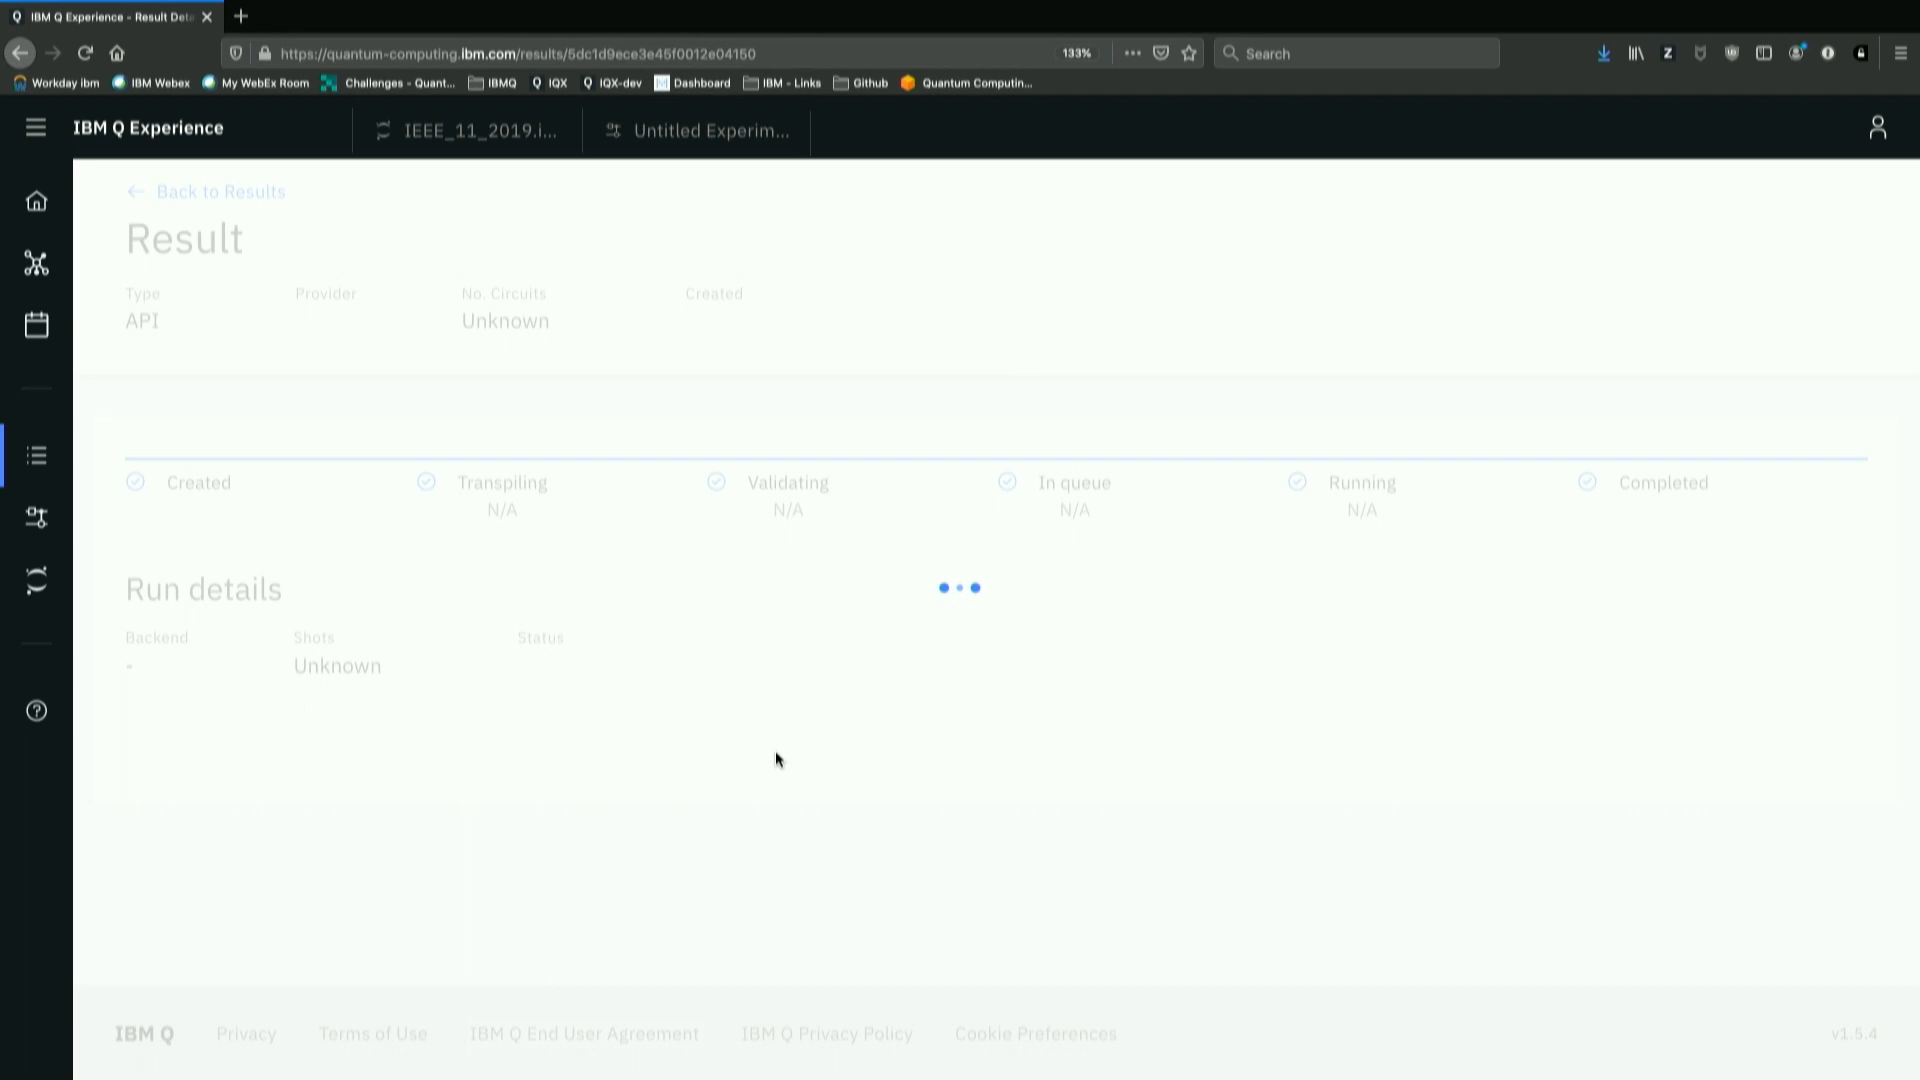 Q IBM Q Experience - Result Deta
https://quantum-computing.ibm.com/results/5dc1d9ece3e45f0012e04150
133%
Search
Workday ibm
IBM Webex
My WebEx Room
Challenges - Quant...
IBMQ
Q IQX
Q IQX-dev
Dashboard
IBM - Links
Github
Quantum Computin...
IBM Q Experience
IEEE_11_2019.i...
Untitled Experim...
← Back to Results
Result
Type
Provider
No. Circuits
Created
API
Unknown
Created
Transpiling
Validating
In queue
Running
Completed
N/A
N/A
N/A
N/A
Run details
Backend
Shots
Status
-
Unknown
IBM Q
Privacy
Terms of Use
IBM Q End User Agreement
IBM Q Privacy Policy
Cookie Preferences
v1.5.4